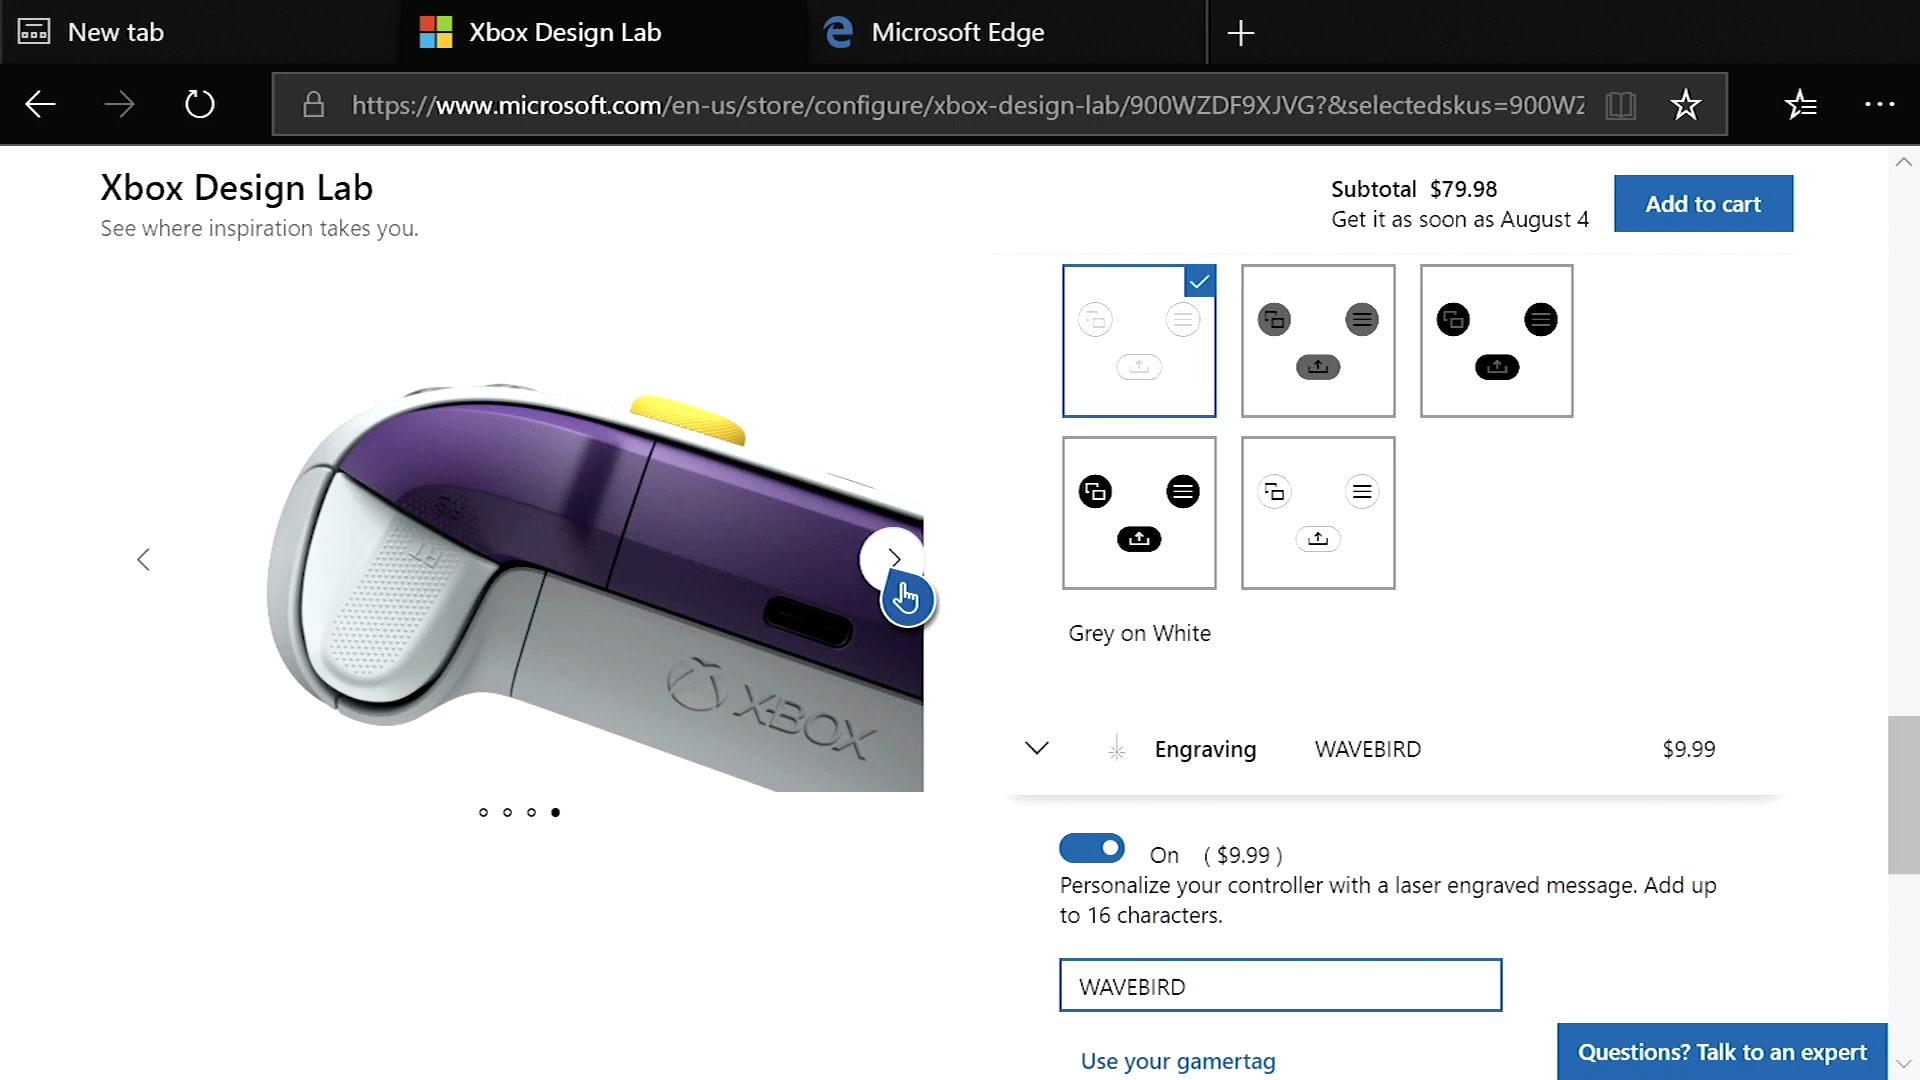 New tab
Xbox Design Lab
Microsoft Edge
https://www.microsoft.com/en-us/store/configure/xbox-design-lab/900WZDF9XJVG?&selectedskus=900WZ
Xbox Design Lab
See where inspiration takes you.
Subtotal $79.98
Get it as soon as August 4
Add to cart
RB
RT
XBOX
Grey on White
Engraving WAVEBIRD $9.99
On ( $9.99 )
Personalize your controller with a laser engraved message. Add up
to 16 characters.
WAVEBIRD
Use your gamertag
Questions? Talk to an expert